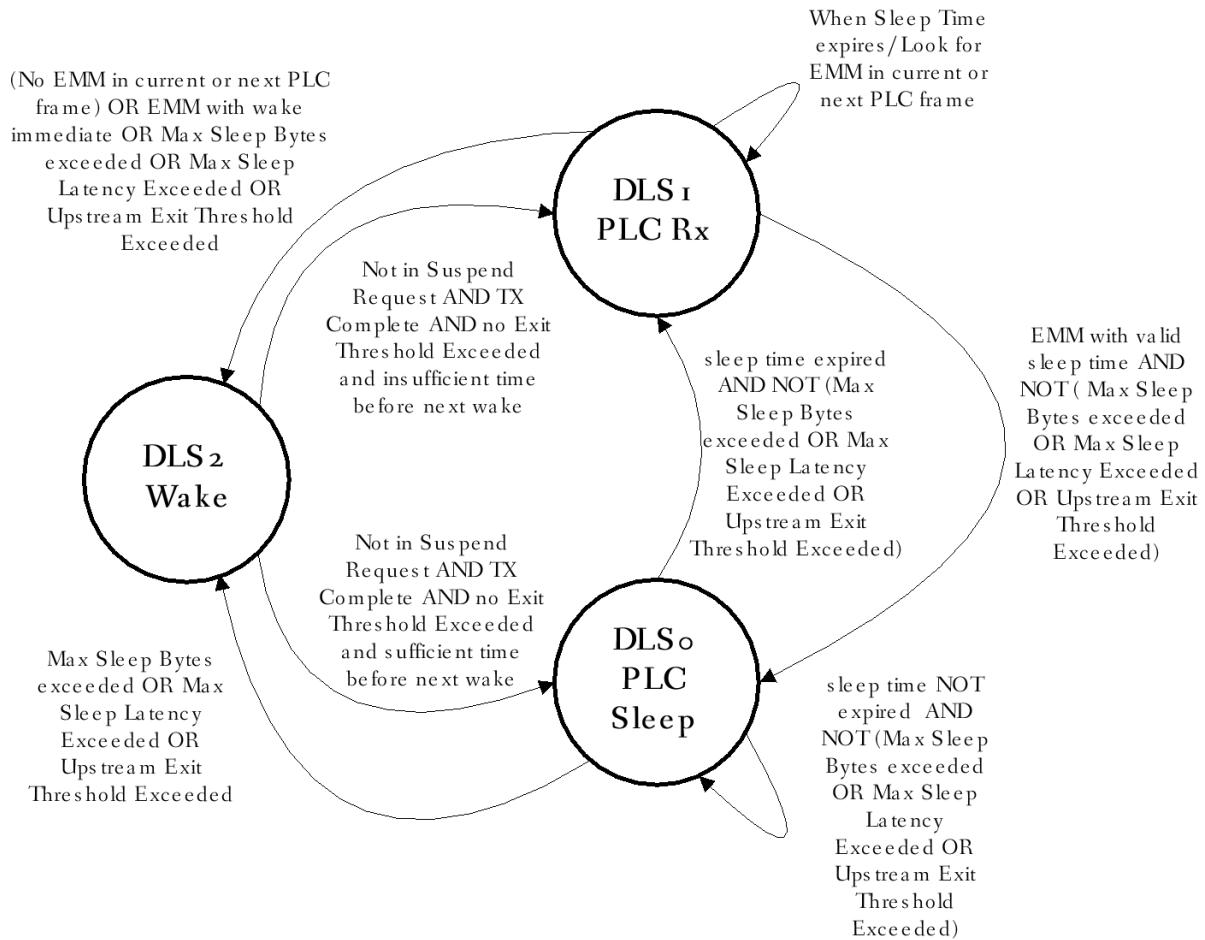 When Sleep Time
expires/Look for
EMM in current or
next PLC frame
(No EMM in current or next PLC
frame) OR EMM with wake
immediate OR Max Sleep Bytes
exceeded OR Max Sleep
Latency Exceeded OR
Upstream Exit Threshold
Exceeded
DLS1
PLC Rx
Not in Suspend
Request AND TX
Complete AND no Exit
Threshold Exceeded
and insufficient time
before next wake
sleep time expired
AND NOT (Max
Sleep Bytes
exceeded OR Max
Sleep Latency
Exceeded OR
Upstream Exit
Threshold Exceeded)
EMM with valid
sleep time AND
NOT ( Max Sleep
Bytes exceeded
OR Max Sleep
Latency Exceeded
OR Upstream Exit
Threshold
Exceeded)
DLS2
Wake
Not in Suspend
Request AND TX
Complete AND no Exit
Threshold Exceeded
and sufficient time
before next wake
DLS0
PLC
Sleep
Max Sleep Bytes
exceeded OR Max
Sleep Latency
Exceeded OR
Upstream Exit
Threshold Exceeded
sleep time NOT
expired AND
NOT (Max Sleep
Bytes exceeded
OR Max Sleep
Latency
Exceeded OR
Upstream Exit
Threshold
Exceeded)